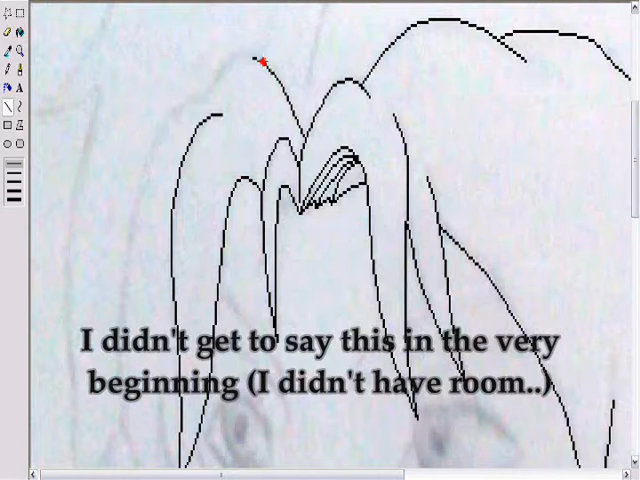 A
I didn't get to say this in the very
beginning (I didn't have room..)